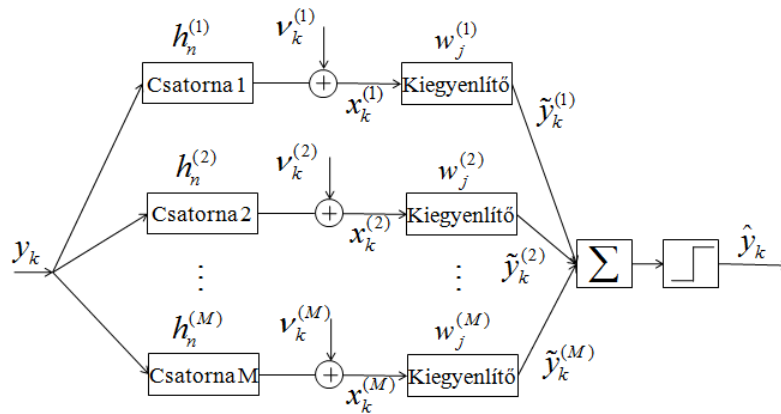 h_n^{(1)} ν_k^{(1)} w_j^{(1)}
Csatorna 1 + x_k^{(1)} Kiegyenlítő ỹ_k^{(1)}
h_n^{(2)} ν_k^{(2)} w_j^{(2)}
Csatorna 2 + x_k^{(2)} Kiegyenlítő ỹ_k^{(2)}
y_k ⋮ ⋮ ∑ ŷ_k
h_n^{(M)} ν_k^{(M)} w_j^{(M)}
Csatorna M + x_k^{(M)} Kiegyenlítő ỹ_k^{(M)}